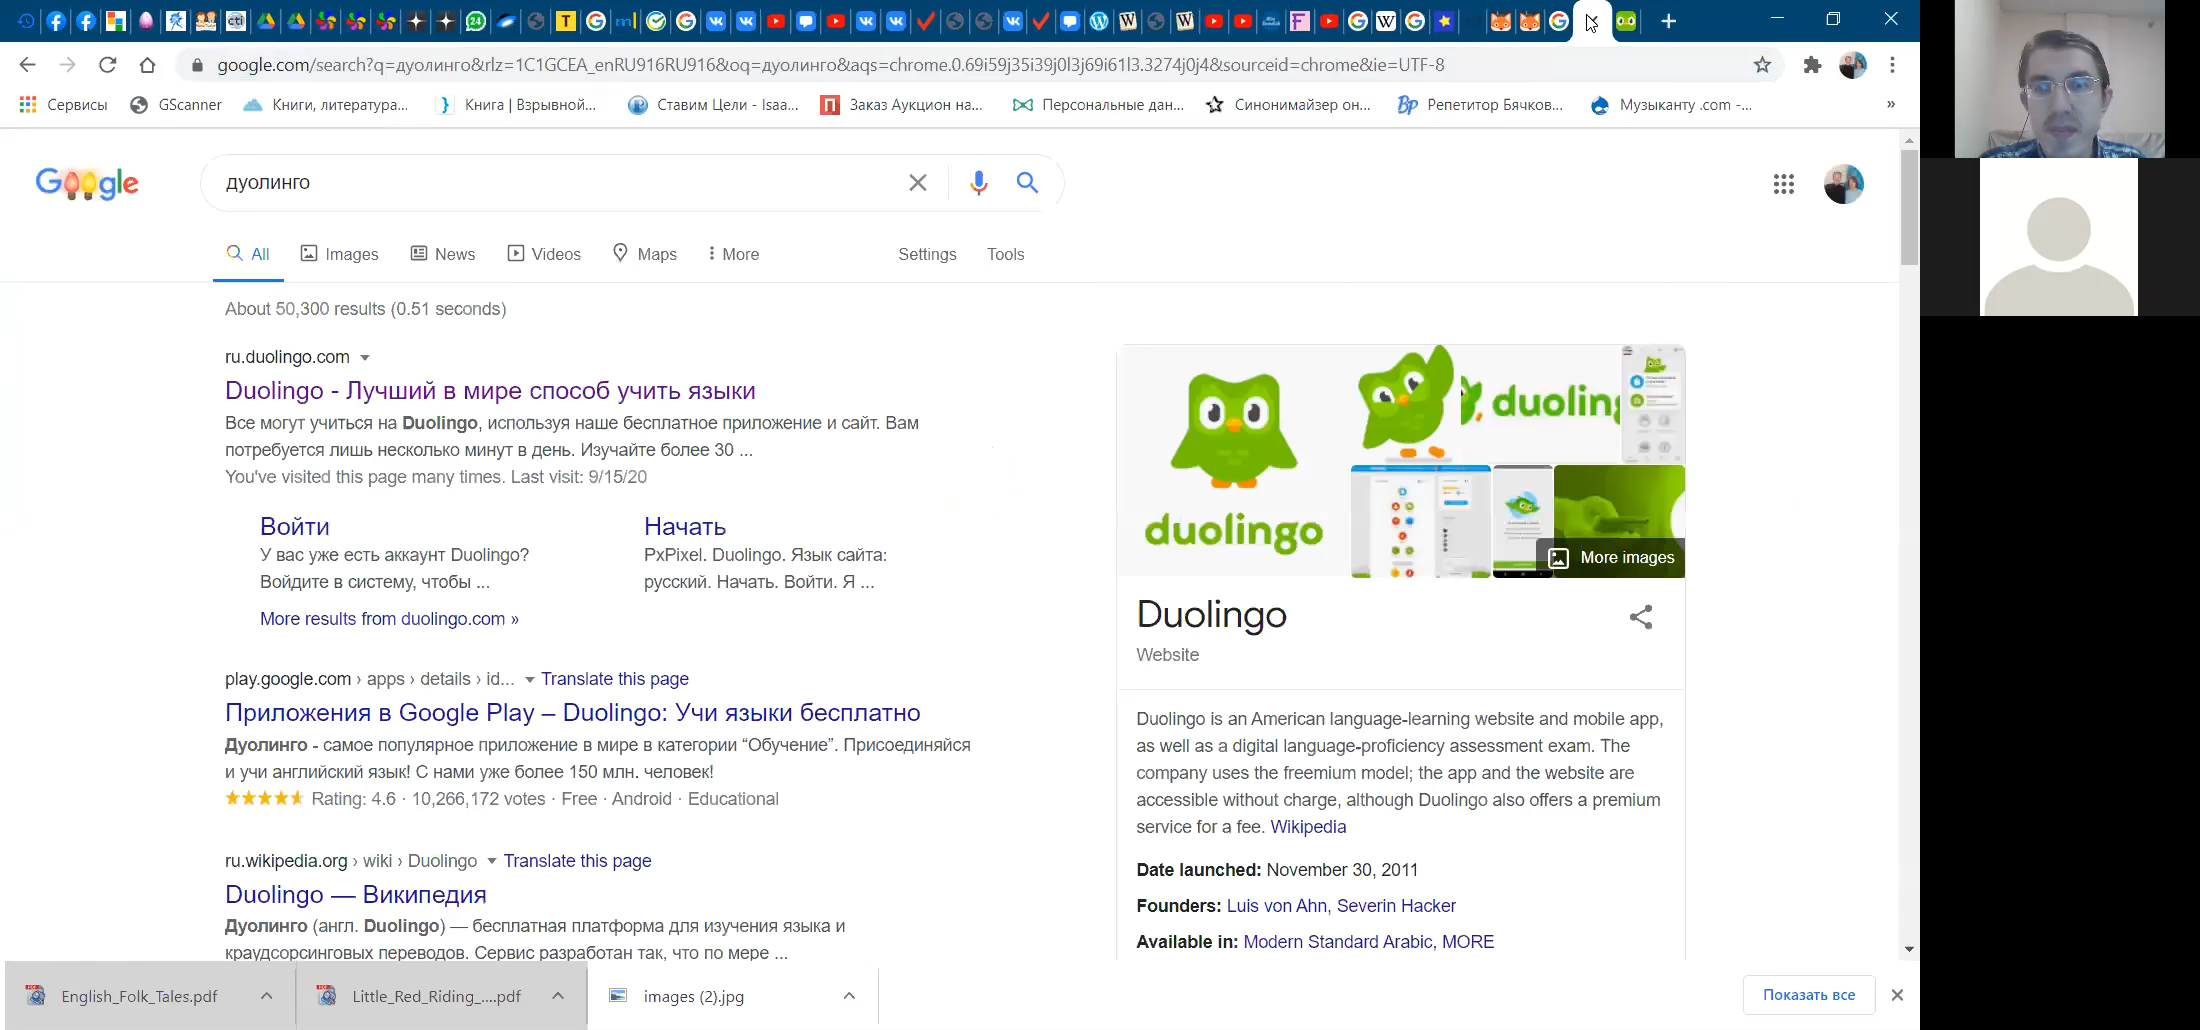 google.com/search?q=дуолинго&rlz=1C1GCEA_enRU916RU916&oq=дуолинго&aqs=chrome.0.69i59j35i39j0l3j69i61l3.3274j0j4&sourceid=chrome&ie=UTF-8
Сервисы GScanner Книги, литература... Книга | Взрывной... Ставим Цели - Isaa... Заказ Аукцион на... Персональные дан... Синонимайзер он... Репетитор Бячков... Музыканту .com -... »
Google дуолинго
All Images News Videos Maps More Settings Tools
About 50,300 results (0.51 seconds)
ru.duolingo.com
Duolingo - Лучший в мире способ учить языки
Все могут учиться на Duolingo, используя наше бесплатное приложение и сайт. Вам
потребуется лишь несколько минут в день. Изучайте более 30 ...
You've visited this page many times. Last visit: 9/15/20
Войти
У вас уже есть аккаунт Duolingo?
Войдите в систему, чтобы ...
Начать
PxPixel. Duolingo. Язык сайта:
русский. Начать. Войти. Я ...
More results from duolingo.com »
play.google.com › apps › details › id... Translate this page
Приложения в Google Play – Duolingo: Учи языки бесплатно
Дуолинго - самое популярное приложение в мире в категории “Обучение”. Присоединяйся
и учи английский язык! С нами уже более 150 млн. человек!
Rating: 4.6 · 10,266,172 votes · Free · Android · Educational
ru.wikipedia.org › wiki › Duolingo Translate this page
Duolingo — Википедия
Дуолинго (англ. Duolingo) — бесплатная платформа для изучения языка и
краудсорсинговых переводов. Сервис разработан так, что по мере ...
duolingo
duoling
More images
Duolingo
Website
Duolingo is an American language-learning website and mobile app,
as well as a digital language-proficiency assessment exam. The
company uses the freemium model; the app and the website are
accessible without charge, although Duolingo also offers a premium
service for a fee. Wikipedia
Date launched: November 30, 2011
Founders: Luis von Ahn, Severin Hacker
Available in: Modern Standard Arabic, MORE
English_Folk_Tales.pdf Little_Red_Riding_....pdf images (2).jpg Показать все